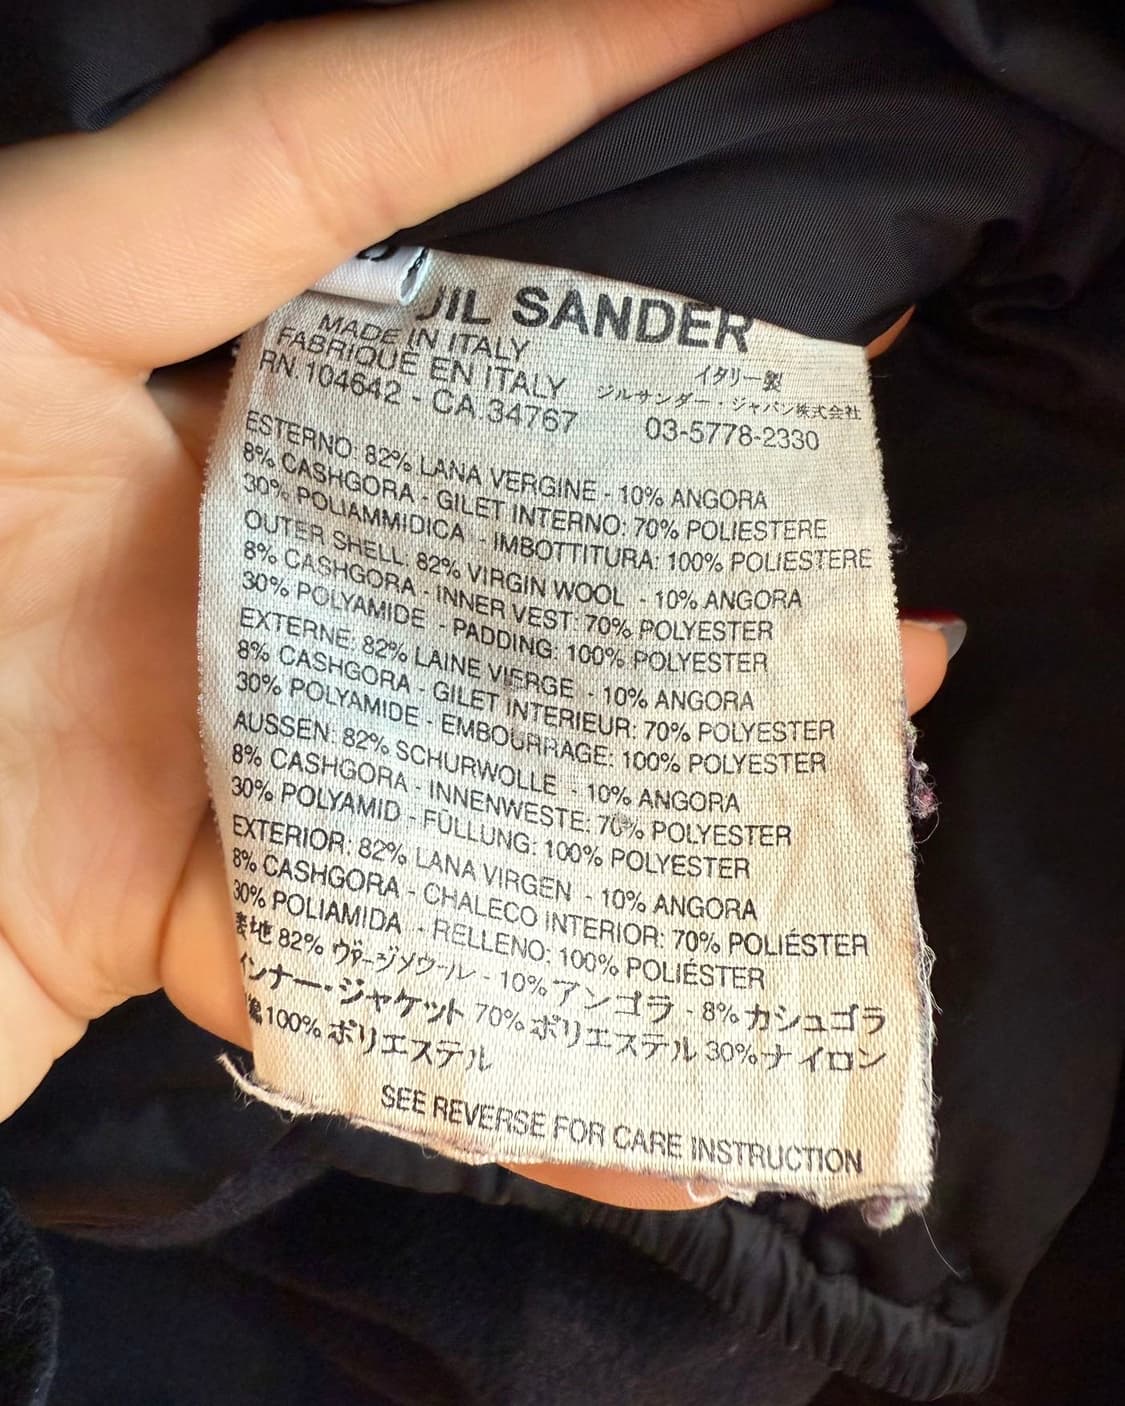 JIL SANDER
MADE IN ITALY
FABRIQUE EN ITALY
RN.104642 - CA.34767
イタリー製
ジルサンダー・ジャパン株式会社
03-5778-2330
ESTERNO: 82% LANA VERGINE - 10% ANGORA
8% CASHGORA - GILET INTERNO: 70% POLIESTERE
30% POLIAMMIDICA - IMBOTTITURA: 100% POLIESTERE
OUTER SHELL: 82% VIRGIN WOOL - 10% ANGORA
8% CASHGORA - INNER VEST: 70% POLYESTER
30% POLYAMIDE - PADDING: 100% POLYESTER
EXTERNE: 82% LAINE VIERGE - 10% ANGORA
8% CASHGORA - GILET INTERIEUR: 70% POLYESTER
30% POLYAMIDE - EMBOURRAGE: 100% POLYESTER
AUSSEN: 82% SCHURWOLLE - 10% ANGORA
8% CASHGORA - INNENWESTE: 70% POLYESTER
30% POLYAMID - FÜLLUNG: 100% POLYESTER
EXTERIOR: 82% LANA VIRGEN - 10% ANGORA
8% CASHGORA - CHALECO INTERIOR: 70% POLIÉSTER
30% POLIAMIDA - RELLENO: 100% POLIÉSTER
表地 82% ヴァージンウール - 10% アンゴラ - 8% カシュゴラ
インナー・ジャケット 70% ポリエステル 30% ナイロン
100% ポリエステル
SEE REVERSE FOR CARE INSTRUCTION